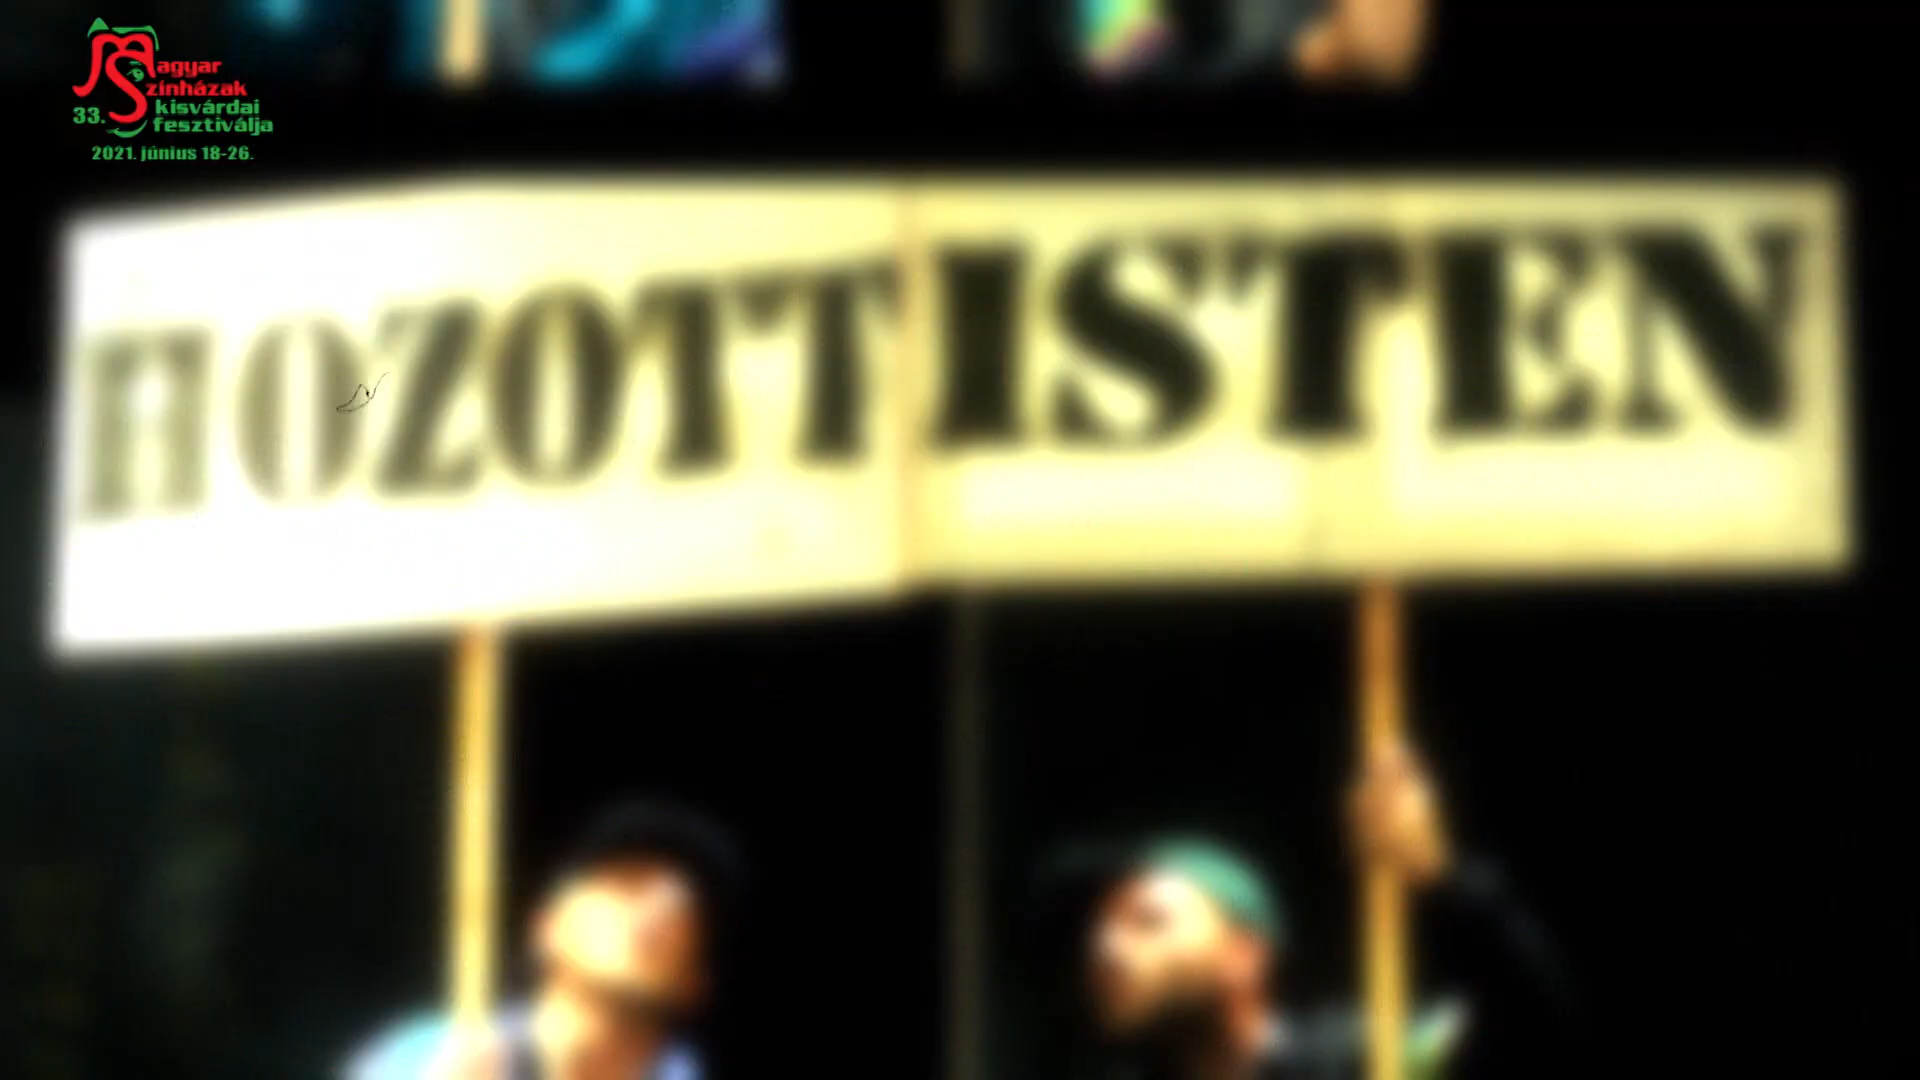 Magyar
Színházak
33. kisvárdai
fesztiválja
2021. június 18-26.
HOZOTT ISTEN